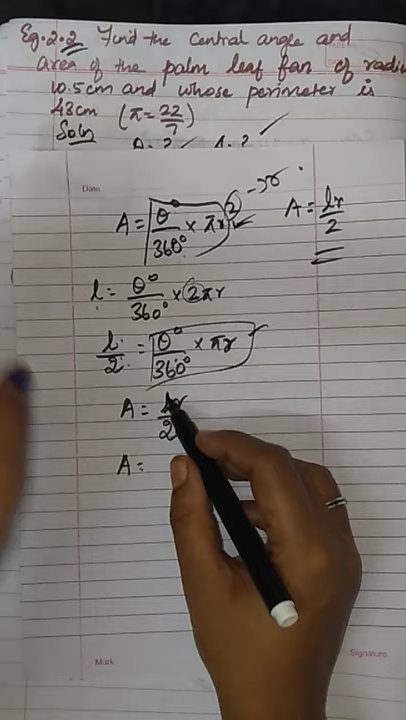 Eg.2.2 Find the central angle and
area of the palm leaf fan of radiu
10.5cm and whose perimeter is
43cm (π=22/7)
Soln
Date
A = θ°/360° × πr²
A = lr/2
l = θ°/360° × 2πr
l/2 = θ°/360° × πr
A = lr/2
A =
Mark
Signature